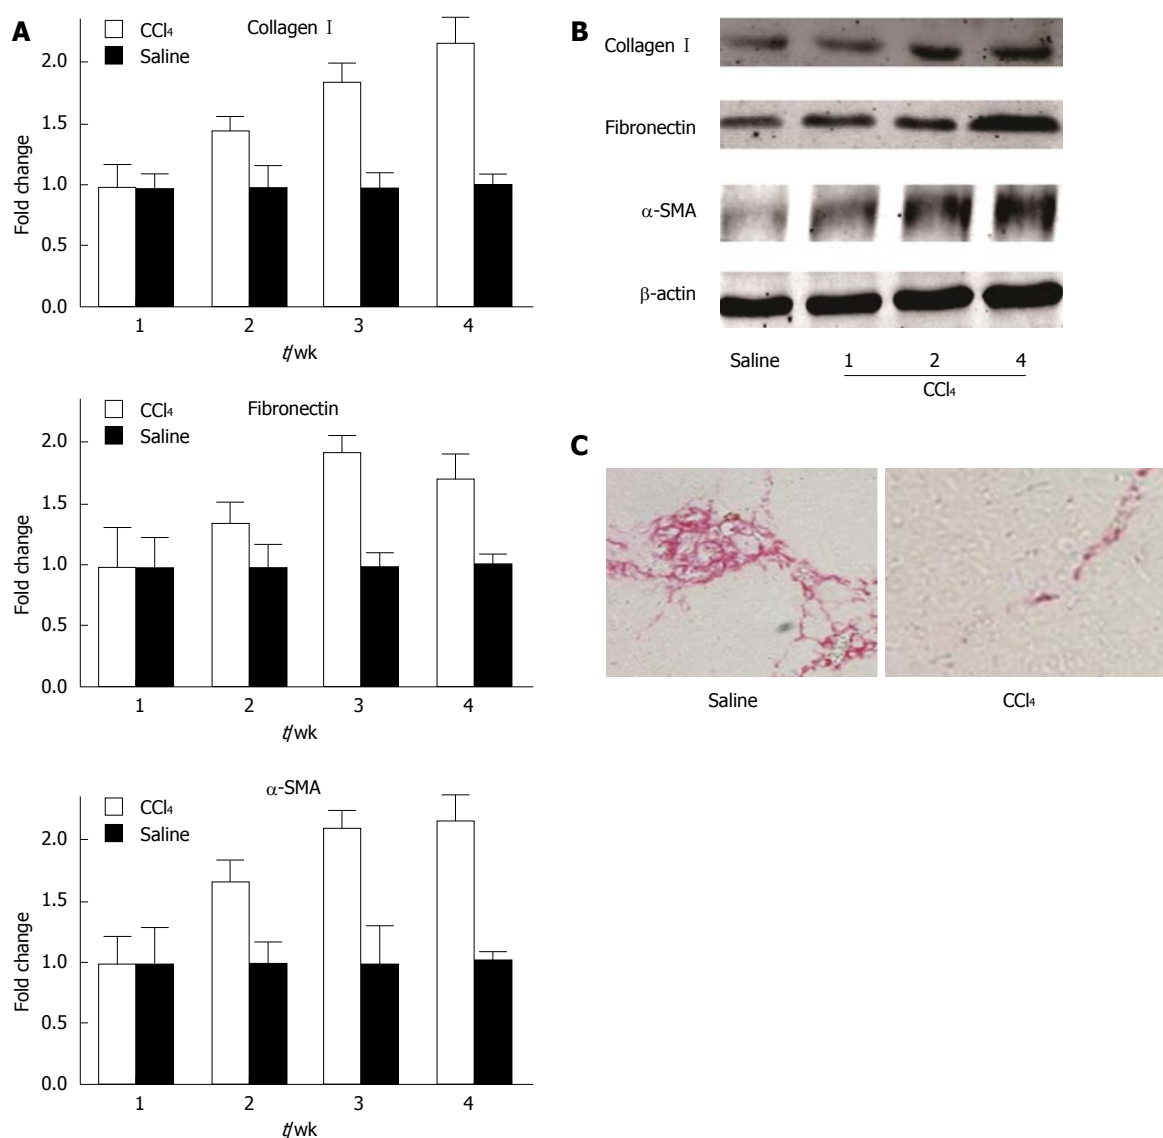 A
CCl₄
Saline
Collagen Ⅰ
2.0
1.5
1.0
0.5
0.0
Fold change
1 2 3 4
t/wk
CCl₄
Saline
Fibronectin
2.0
1.5
1.0
0.5
0.0
Fold change
1 2 3 4
t/wk
CCl₄
Saline
α-SMA
2.0
1.5
1.0
0.5
0.0
Fold change
1 2 3 4
t/wk
B
Collagen Ⅰ
Fibronectin
α-SMA
β-actin
Saline 1 2 4
CCl₄
C
Saline CCl₄